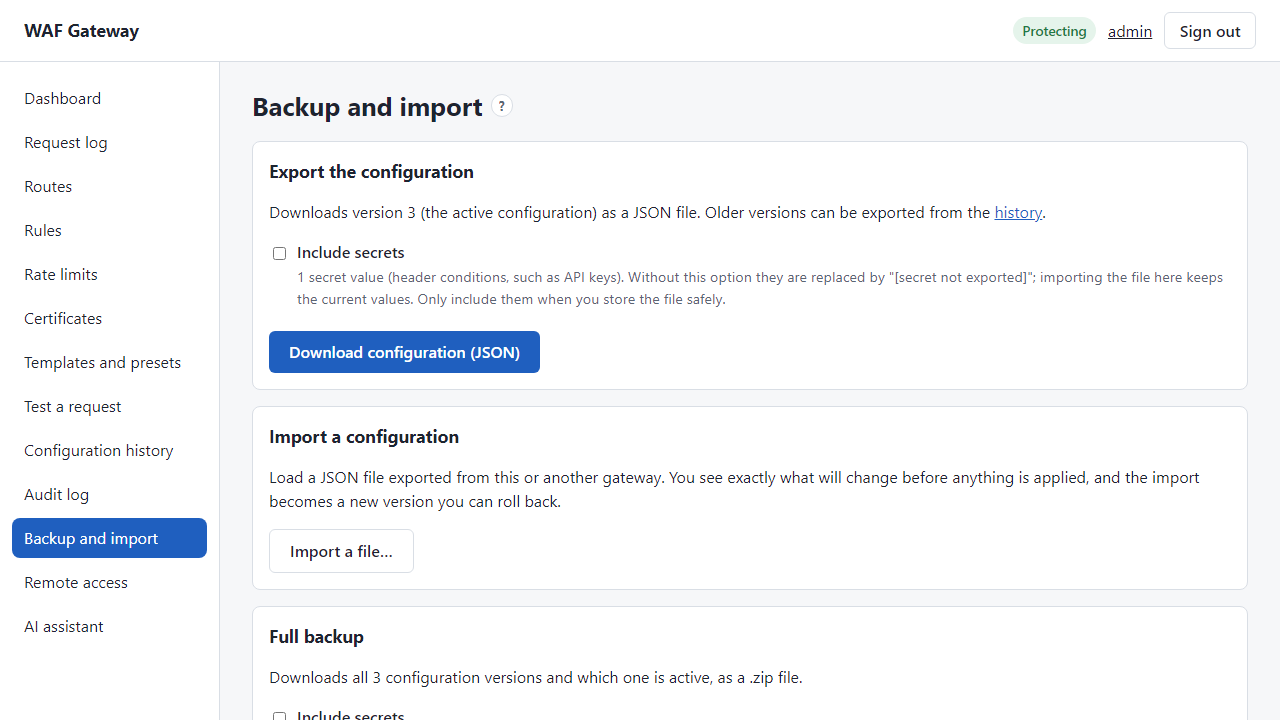 WAF Gateway
Protecting
admin
Sign out
Dashboard
Request log
Routes
Rules
Rate limits
Certificates
Templates and presets
Test a request
Configuration history
Audit log
Backup and import
Remote access
AI assistant
Backup and import ?
Export the configuration
Downloads version 3 (the active configuration) as a JSON file. Older versions can be exported from the history.
Include secrets
1 secret value (header conditions, such as API keys). Without this option they are replaced by "[secret not exported]"; importing the file here keeps
the current values. Only include them when you store the file safely.
Download configuration (JSON)
Import a configuration
Load a JSON file exported from this or another gateway. You see exactly what will change before anything is applied, and the import
becomes a new version you can roll back.
Import a file...
Full backup
Downloads all 3 configuration versions and which one is active, as a .zip file.
Include secrets